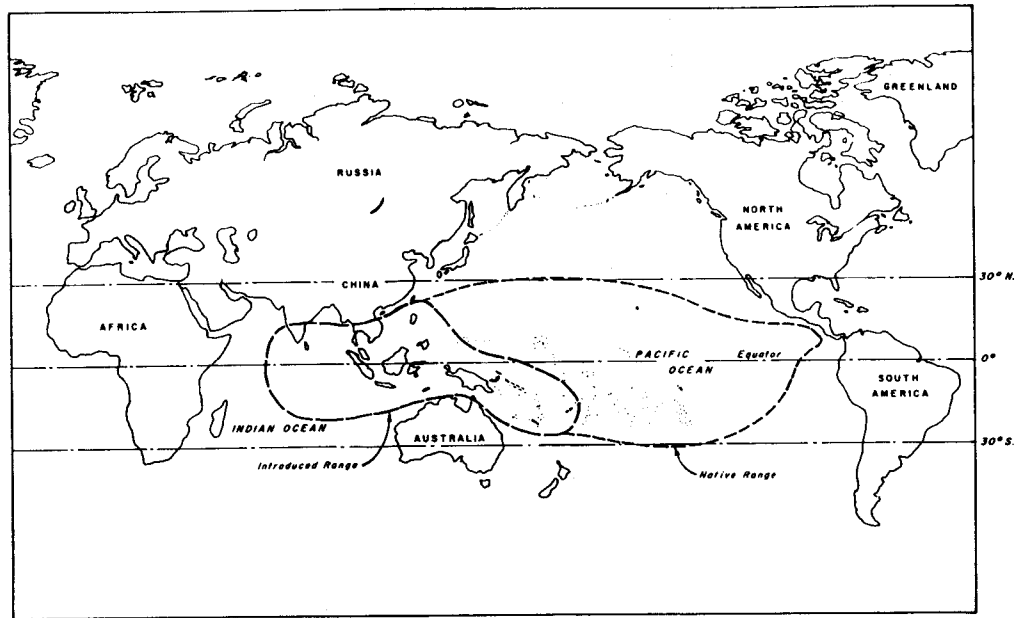 GREENLAND
RUSSIA
NORTH
AMERICA
30° N.
CHINA
AFRICA
PACIFIC
OCEAN
Equator
0°
SOUTH
AMERICA
INDIAN OCEAN
AUSTRALIA
30° S.
Introduced Range
Native Range